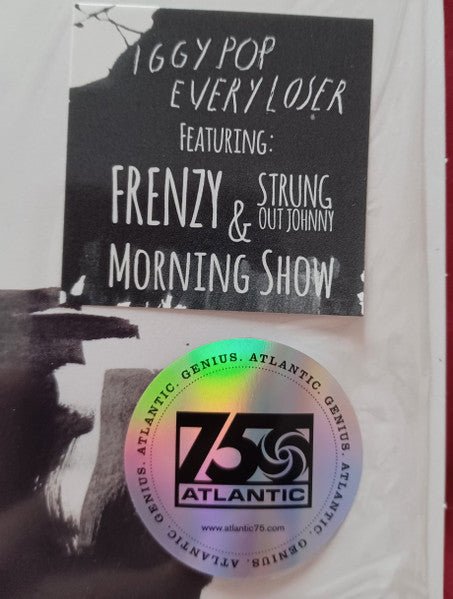 IGGY POP
EVERY LOSER
FEATURING:
FRENZY & STRUNG OUT JOHNNY
MORNING SHOW
ATLANTIC. GENIUS. ATLANTIC. GENIUS. ATLANTIC. GENIUS. ATLANTIC. GENIUS.
75
ATLANTIC
www.atlantic75.com